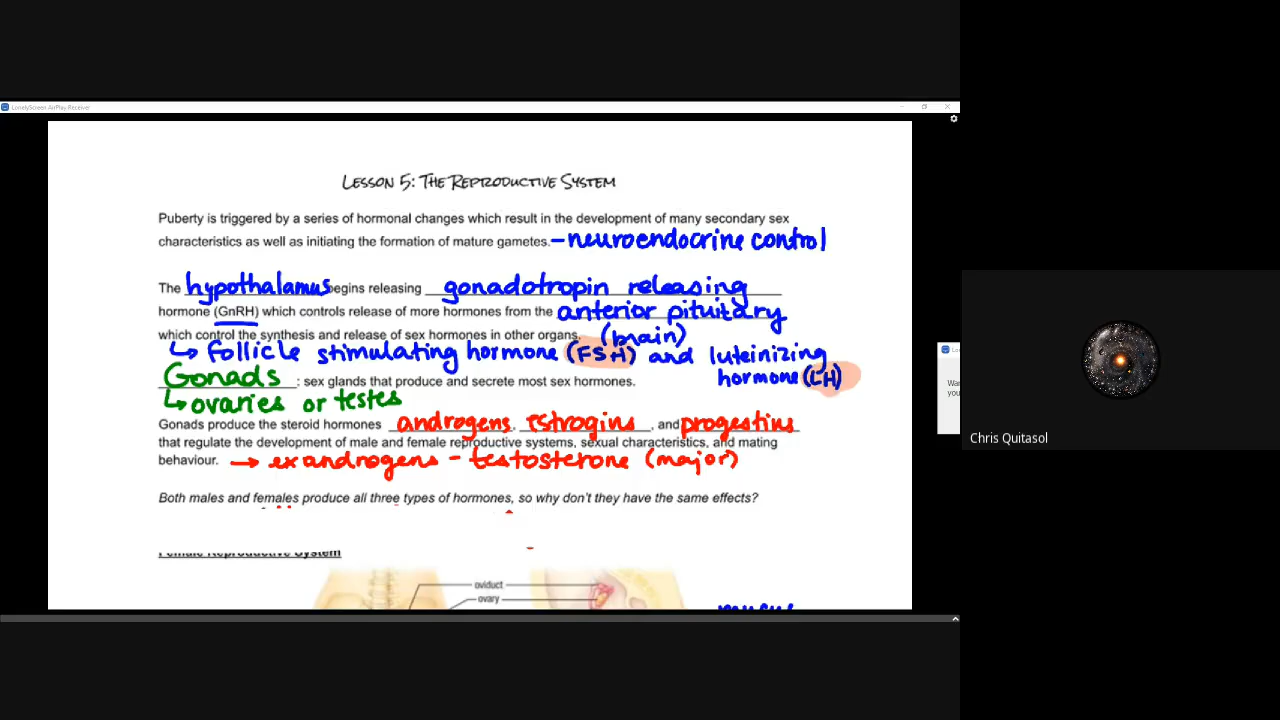 LonelyScreen AirPlay Receiver
LESSON 5: THE REPRODUCTIVE SYSTEM
Puberty is triggered by a series of hormonal changes which result in the development of many secondary sex
characteristics as well as initiating the formation of mature gametes. - neuroendocrine control
The hypothalamus begins releasing gonadotropin releasing
hormone (GnRH) which controls release of more hormones from the anterior pituitary
which control the synthesis and release of sex hormones in other organs. (brain)
↳ follicle stimulating hormone (FSH) and luteinizing
hormone (LH)
Gonads : sex glands that produce and secrete most sex hormones.
↳ ovaries or testes
Gonads produce the steroid hormones androgens, estrogins, and progestins
that regulate the development of male and female reproductive systems, sexual characteristics, and mating
behaviour. → ex androgens - testosterone (major)
Both males and females produce all three types of hormones, so why don't they have the same effects?
Female Reproductive System
oviduct
ovary
mucus
Chris Quitasol